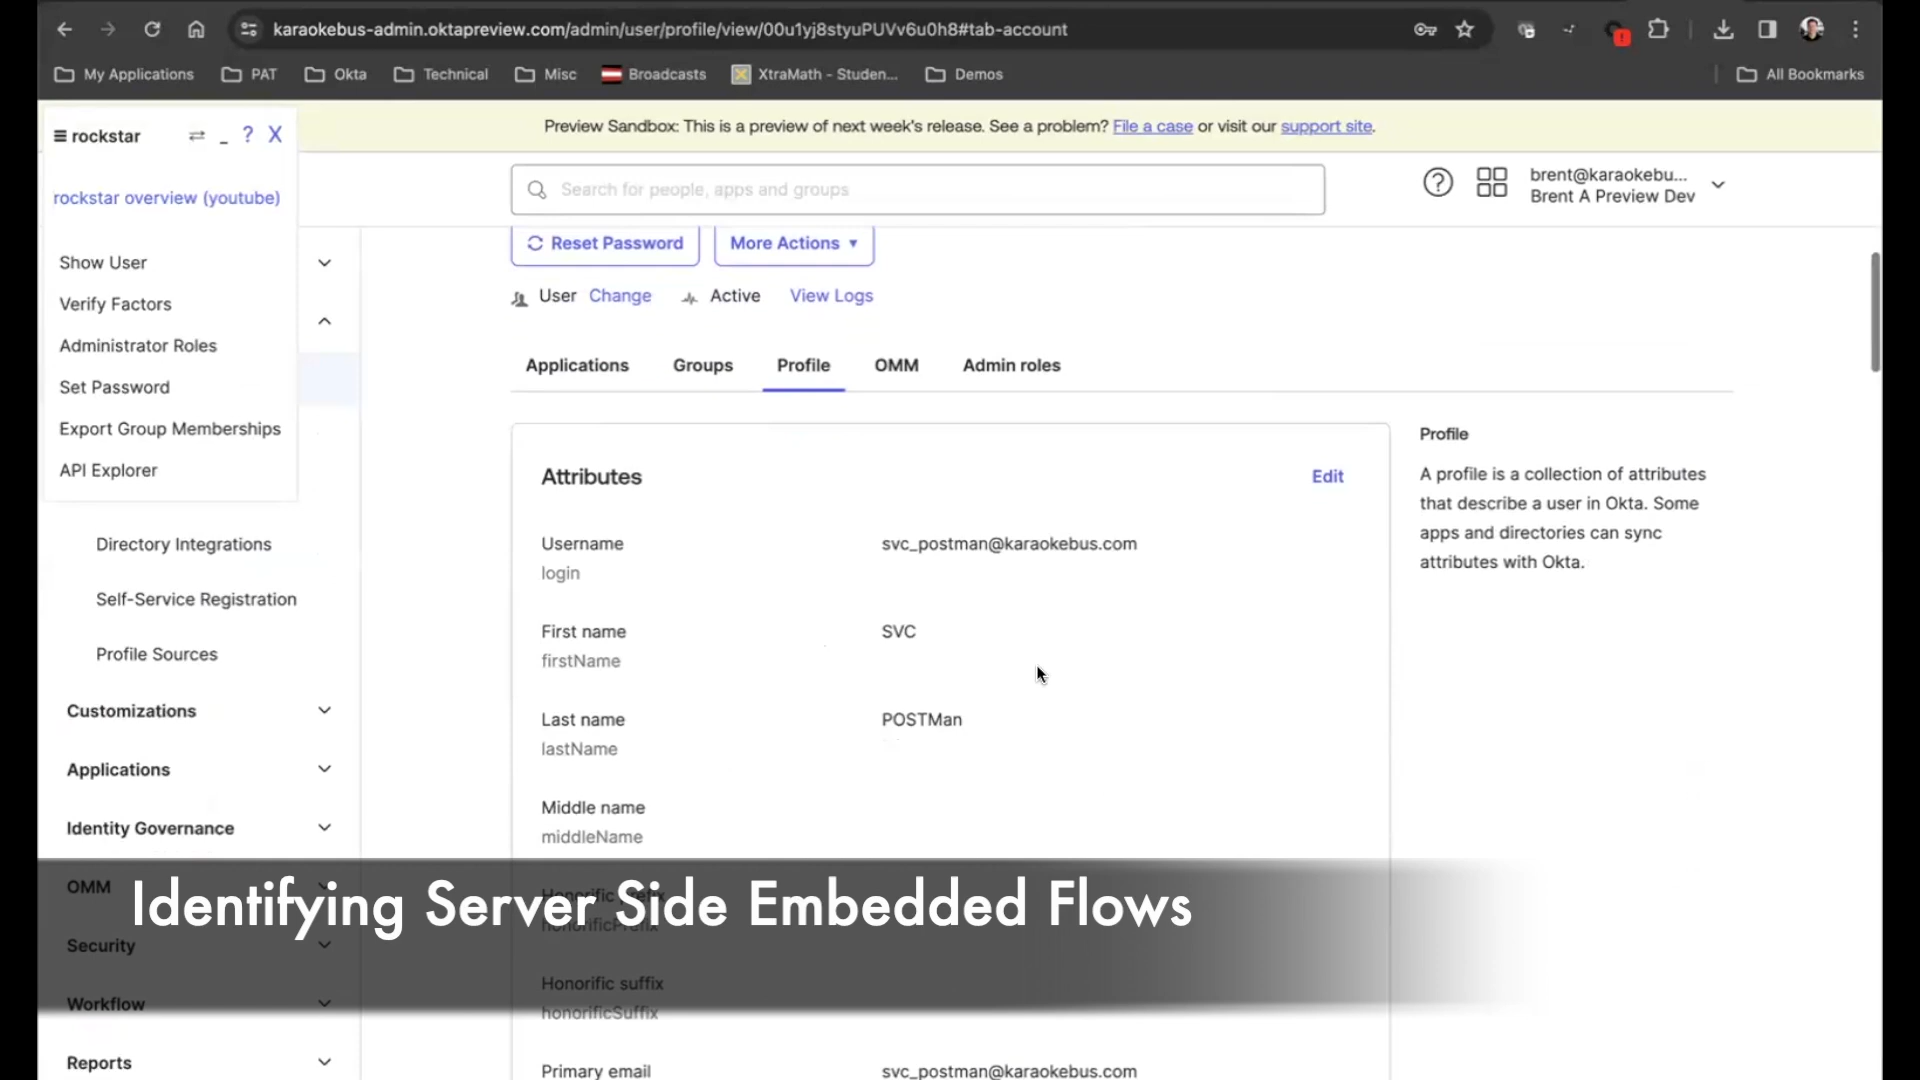 karaokebus-admin.oktapreview.com/admin/user/profile/view/00u1yj8styuPUVv6u0h8#tab-account
My Applications PAT Okta Technical Misc Broadcasts XtraMath - Studen... Demos All Bookmarks
Preview Sandbox: This is a preview of next week's release. See a problem? File a case or visit our support site.
rockstar ? X
rockstar overview (youtube)
Show User
Verify Factors
Administrator Roles
Set Password
Export Group Memberships
API Explorer
Directory Integrations
Self-Service Registration
Profile Sources
Customizations
Applications
Identity Governance
OMM
Security
Workflow
Reports
Search for people, apps and groups
brent@karaokebu...
Brent A Preview Dev
Reset Password More Actions
User Change Active View Logs
Applications Groups Profile OMM Admin roles
Attributes Edit
Username svc_postman@karaokebus.com
login
First name SVC
firstName
Last name POSTMan
lastName
Middle name
middleName
Honorific prefix
honorificPrefix
Honorific suffix
honorificSuffix
Primary email svc_postman@karaokebus.com
Profile
A profile is a collection of attributes
that describe a user in Okta. Some
apps and directories can sync
attributes with Okta.
Identifying Server Side Embedded Flows